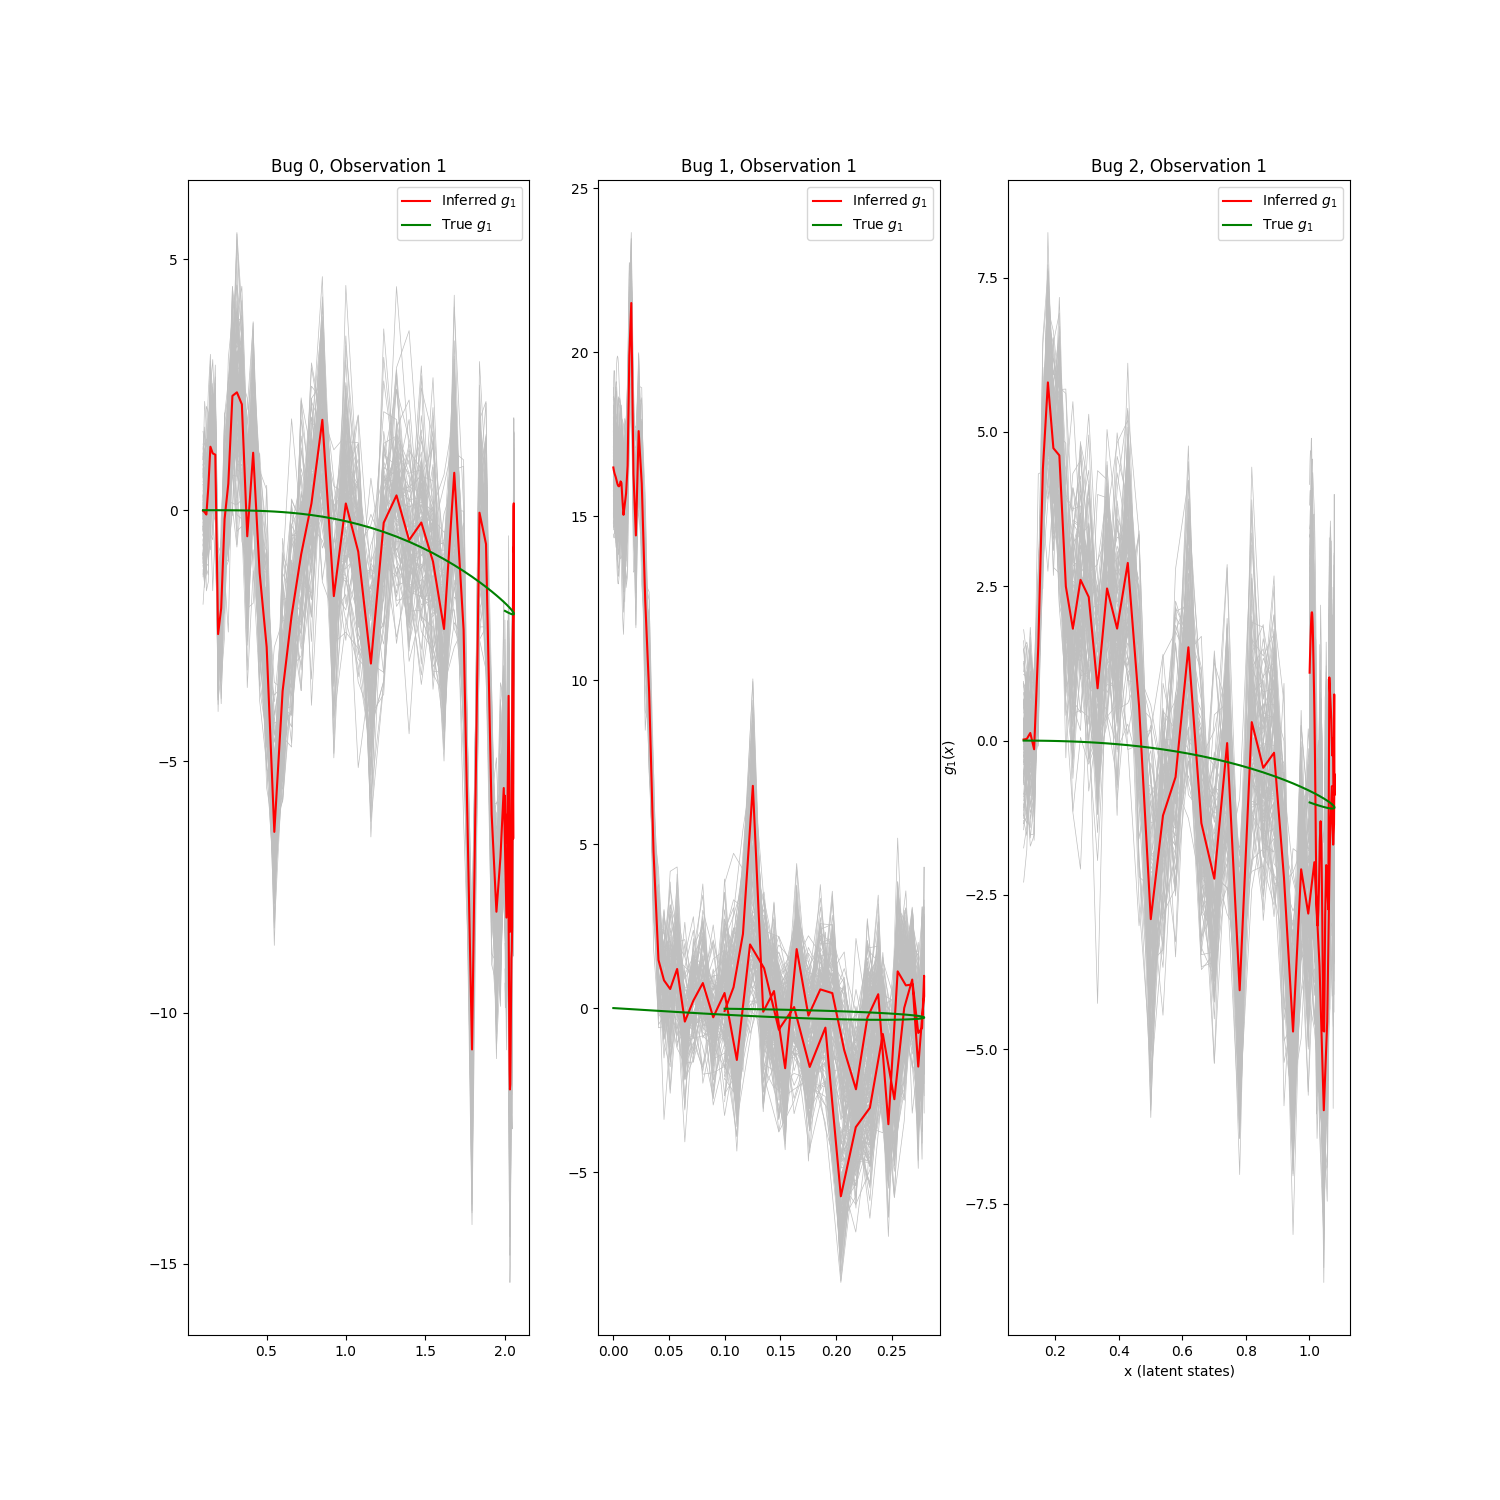 Bug 0, Observation 1
Inferred g₁
True g₁
5
0
−5
−10
−15
0.5 1.0 1.5 2.0
Bug 1, Observation 1
Inferred g₁
True g₁
25
20
15
10
5
0
−5
0.00 0.05 0.10 0.15 0.20 0.25
Bug 2, Observation 1
Inferred g₁
True g₁
g₁(x)
7.5
5.0
2.5
0.0
−2.5
−5.0
−7.5
0.2 0.4 0.6 0.8 1.0
x (latent states)